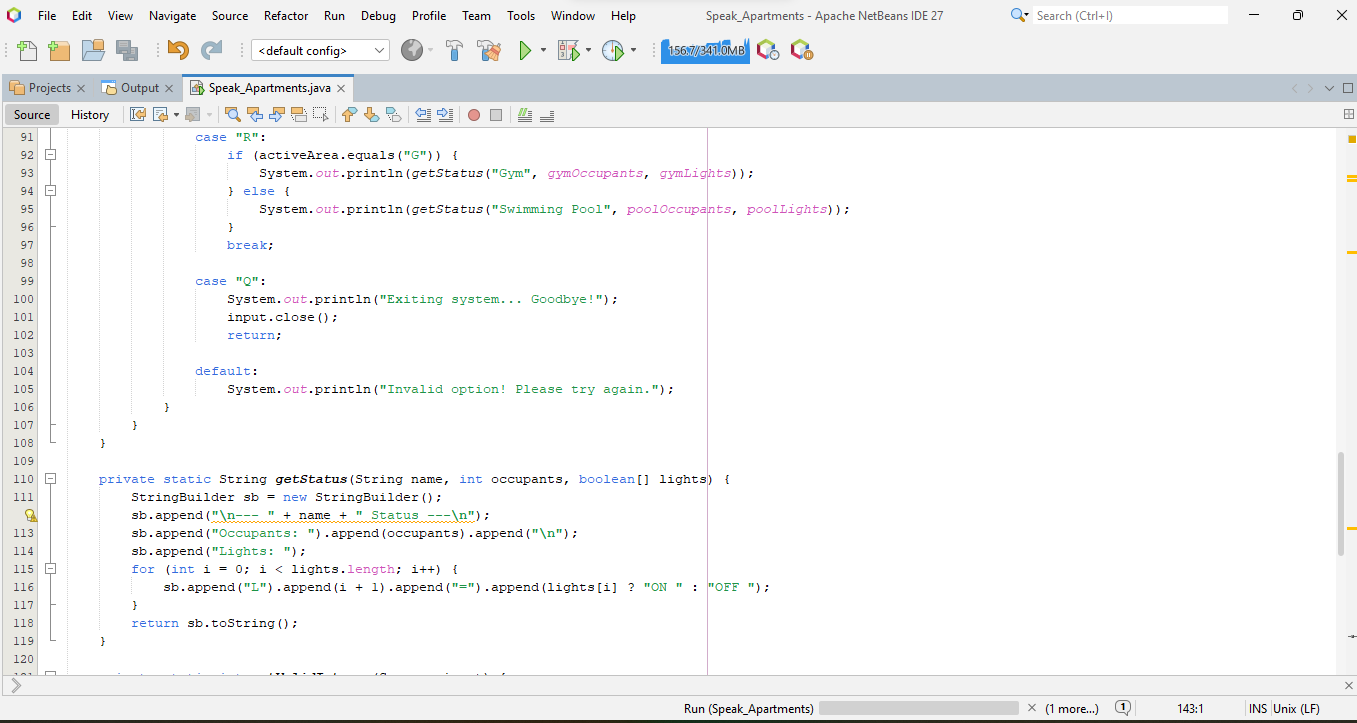 File Edit View Navigate Source Refactor Run Debug Profile Team Tools Window Help Speak_Apartments - Apache NetBeans IDE 27 Search (Ctrl+I)
<default config> 156.7/341.0MB
Projects Output Speak_Apartments.java
Source History
91 case "R":
92 if (activeArea.equals("G")) {
93 System.out.println(getStatus("Gym", gymOccupants, gymLights));
94 } else {
95 System.out.println(getStatus("Swimming Pool", poolOccupants, poolLights));
96 }
97 break;
98
99 case "Q":
100 System.out.println("Exiting system... Goodbye!");
101 input.close();
102 return;
103
104 default:
105 System.out.println("Invalid option! Please try again.");
106 }
107 }
108 }
109
110 private static String getStatus(String name, int occupants, boolean[] lights) {
111 StringBuilder sb = new StringBuilder();
sb.append("\n--- " + name + " Status ---\n");
113 sb.append("Occupants: ").append(occupants).append("\n");
114 sb.append("Lights: ");
115 for (int i = 0; i < lights.length; i++) {
116 sb.append("L").append(i + 1).append("=").append(lights[i] ? "ON " : "OFF ");
117 }
118 return sb.toString();
119 }
120
Run (Speak_Apartments) (1 more...) 1 143:1 INS Unix (LF)